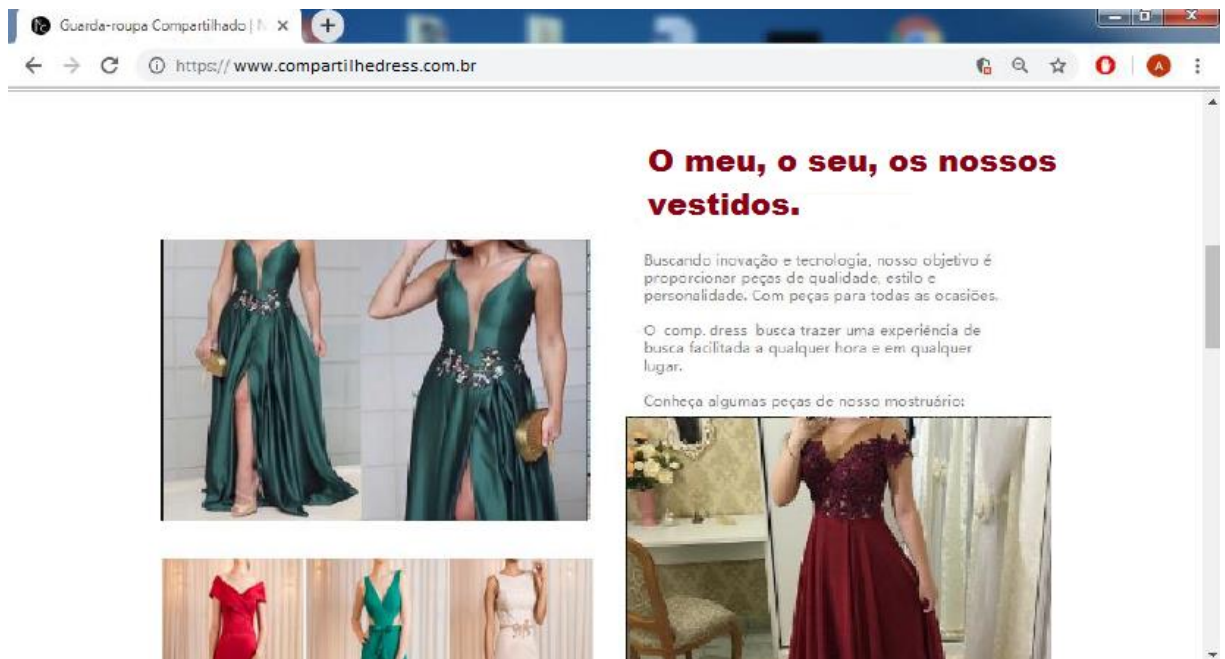 Guarda-roupa Compartilhado | N
https://www.compartilhedress.com.br
A
O meu, o seu, os nossos
vestidos.
Buscando inovação e tecnologia, nosso objetivo é
proporcionar peças de qualidade, estilo e
personalidade. Com peças para todas as ocasiões.
O comp. dress busca trazer uma experiência de
busca facilitada a qualquer hora e em qualquer
lugar.
Conheça algumas peças de nosso mostruário: